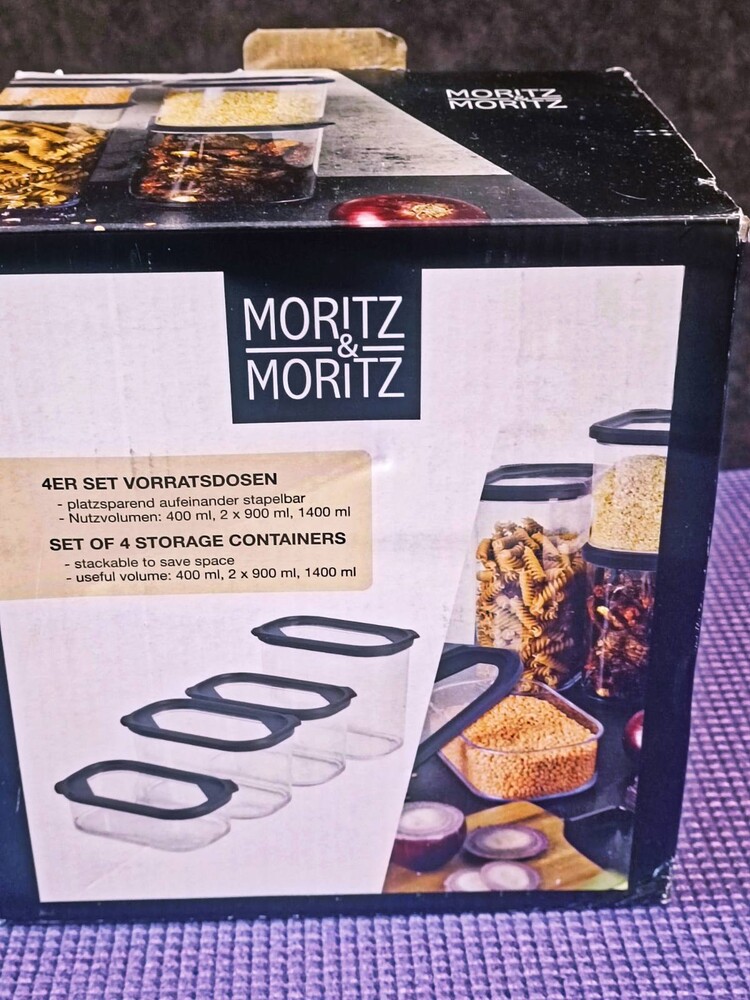 MORITZ
&
MORITZ
MORITZ
&
MORITZ
4ER SET VORRATSDOSEN
- platzsparend aufeinander stapelbar
- Nutzvolumen: 400 ml, 2 x 900 ml, 1400 ml
SET OF 4 STORAGE CONTAINERS
- stackable to save space
- useful volume: 400 ml, 2 x 900 ml, 1400 ml